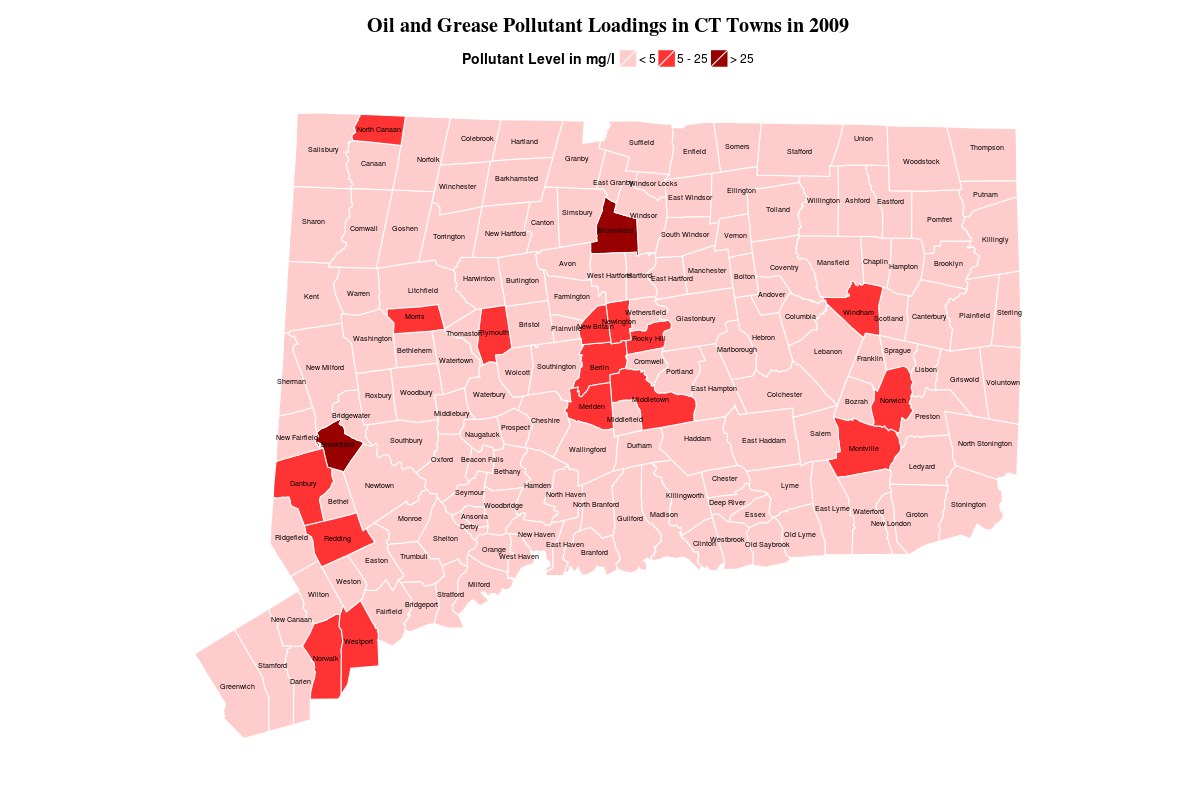 Oil and Grease Pollutant Loadings in CT Towns in 2009
Pollutant Level in mg/l < 5 5 - 25 > 25
North Canaan
Colebrook
Hartland
Salisbury
Canaan
Norfolk
Granby
Suffield
Enfield
Somers
Stafford
Union
Woodstock
Thompson
Winchester
Barkhamsted
East Granby
Windsor Locks
East Windsor
Ellington
Tolland
Willington
Ashford
Eastford
Putnam
Sharon
Cornwall
Goshen
Torrington
New Hartford
Canton
Simsbury
Bloomfield
Windsor
South Windsor
Vernon
Pomfret
Killingly
Kent
Warren
Litchfield
Harwinton
Burlington
Avon
West Hartford
Hartford
East Hartford
Manchester
Bolton
Coventry
Mansfield
Chaplin
Hampton
Brooklyn
Farmington
Andover
Columbia
Windham
Scotland
Canterbury
Plainfield
Sterling
Morris
Washington
Bethlehem
Thomaston
Plymouth
Bristol
Plainville
New Britain
Newington
Wethersfield
Rocky Hill
Glastonbury
Marlborough
Hebron
Lebanon
Franklin
Sprague
Lisbon
Griswold
Voluntown
Sherman
New Milford
Roxbury
Woodbury
Watertown
Waterbury
Wolcott
Southington
Berlin
Cromwell
Portland
East Hampton
Colchester
Bozrah
Norwich
Preston
Bridgewater
Middlebury
Naugatuck
Prospect
Cheshire
Meriden
Middletown
Middlefield
New Fairfield
Brookfield
Southbury
Oxford
Beacon Falls
Bethany
Wallingford
Durham
Haddam
East Haddam
Salem
Montville
Ledyard
North Stonington
Danbury
Bethel
Newtown
Seymour
Woodbridge
Hamden
North Haven
North Branford
Guilford
Madison
Killingworth
Chester
Deep River
Essex
Lyme
East Lyme
Waterford
New London
Groton
Stonington
Ridgefield
Redding
Monroe
Ansonia
Derby
Shelton
Orange
New Haven
West Haven
East Haven
Branford
Clinton
Westbrook
Old Saybrook
Old Lyme
Easton
Trumbull
Weston
Wilton
Milford
Stratford
Bridgeport
Fairfield
New Canaan
Westport
Norwalk
Stamford
Darien
Greenwich